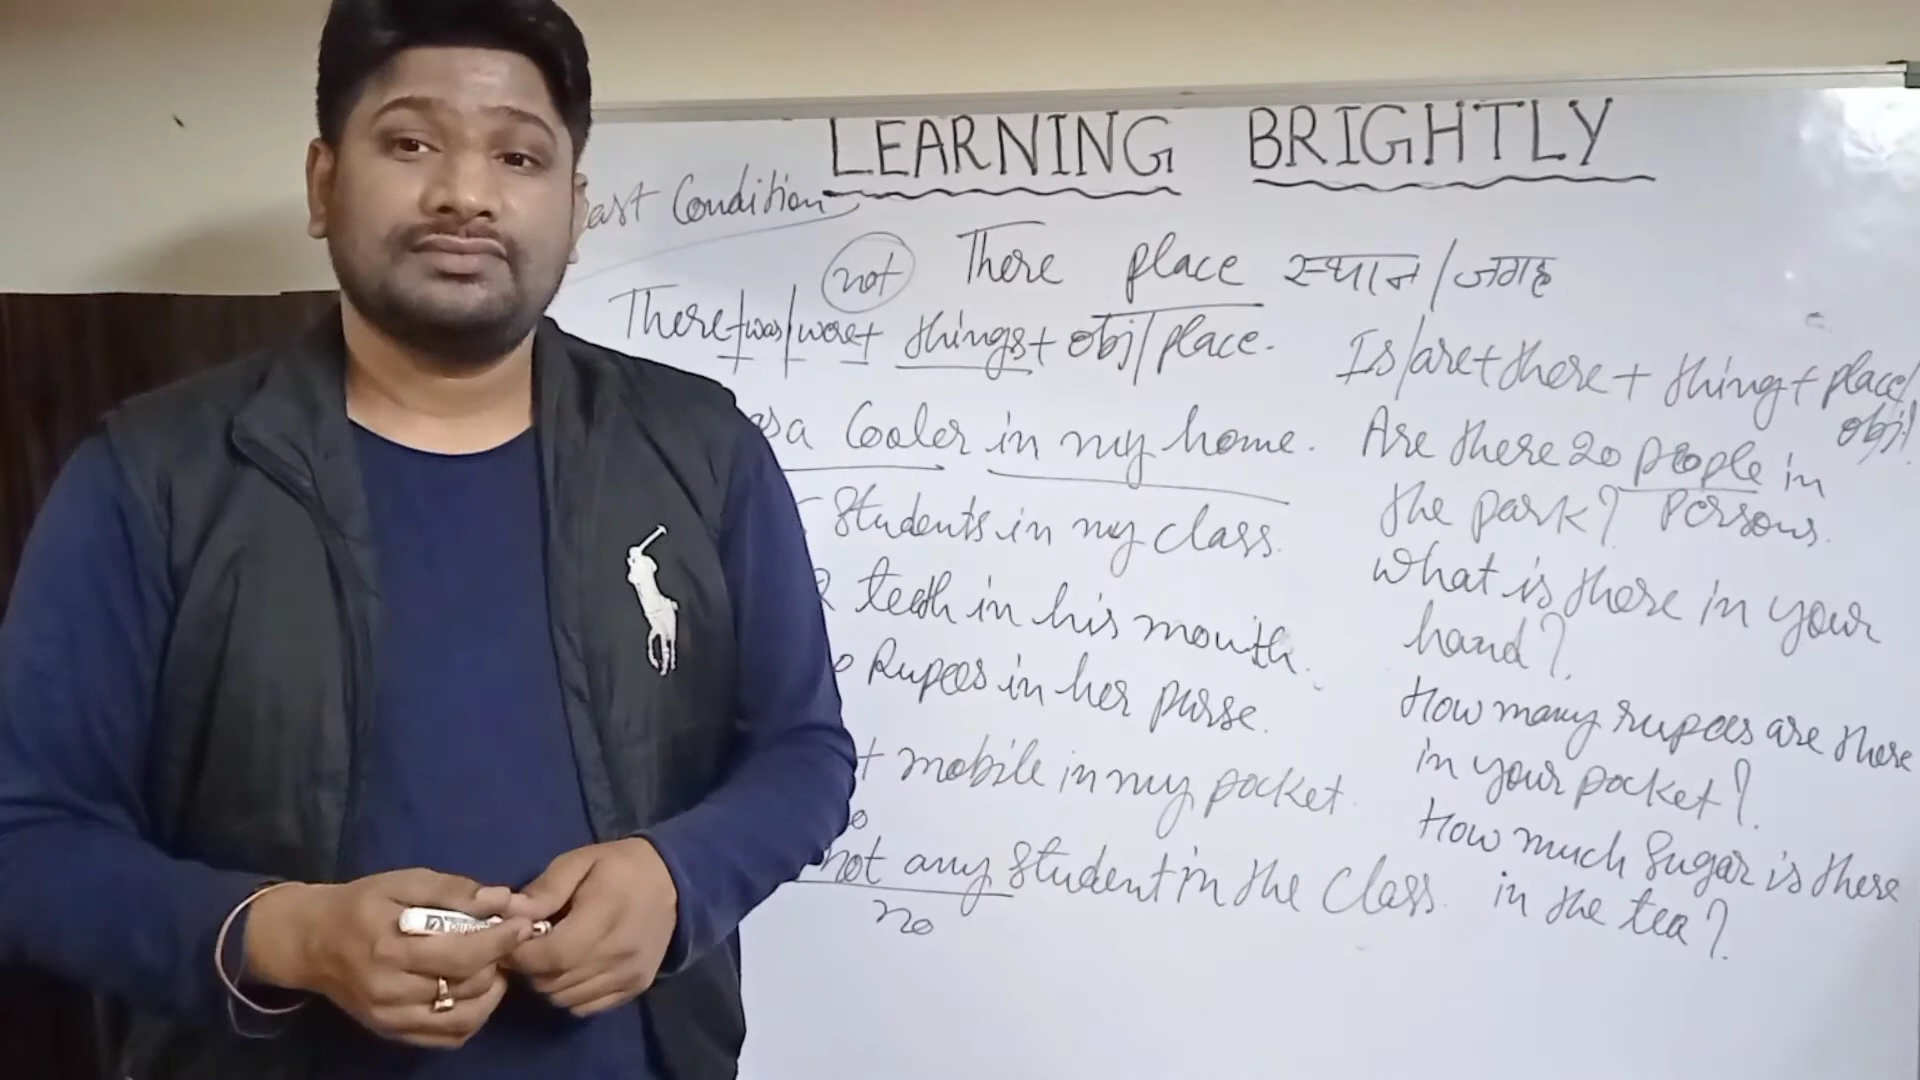 LEARNING BRIGHTLY
ast Condition
not There place स्थान/जगह
There+was/were+ things+ obj/place.
a Cooler in my home.
Students in my class.
2 teeth in his mouth.
0 Rupees in her purse.
mobile in my pocket.
not any student in the class.
no
Is/are+there+thing+place/
obj?
Are there 20 people in
the park? Persons.
What is there in your
hand?
How many rupees are there
in your pocket?
How much Sugar is there
in the tea?